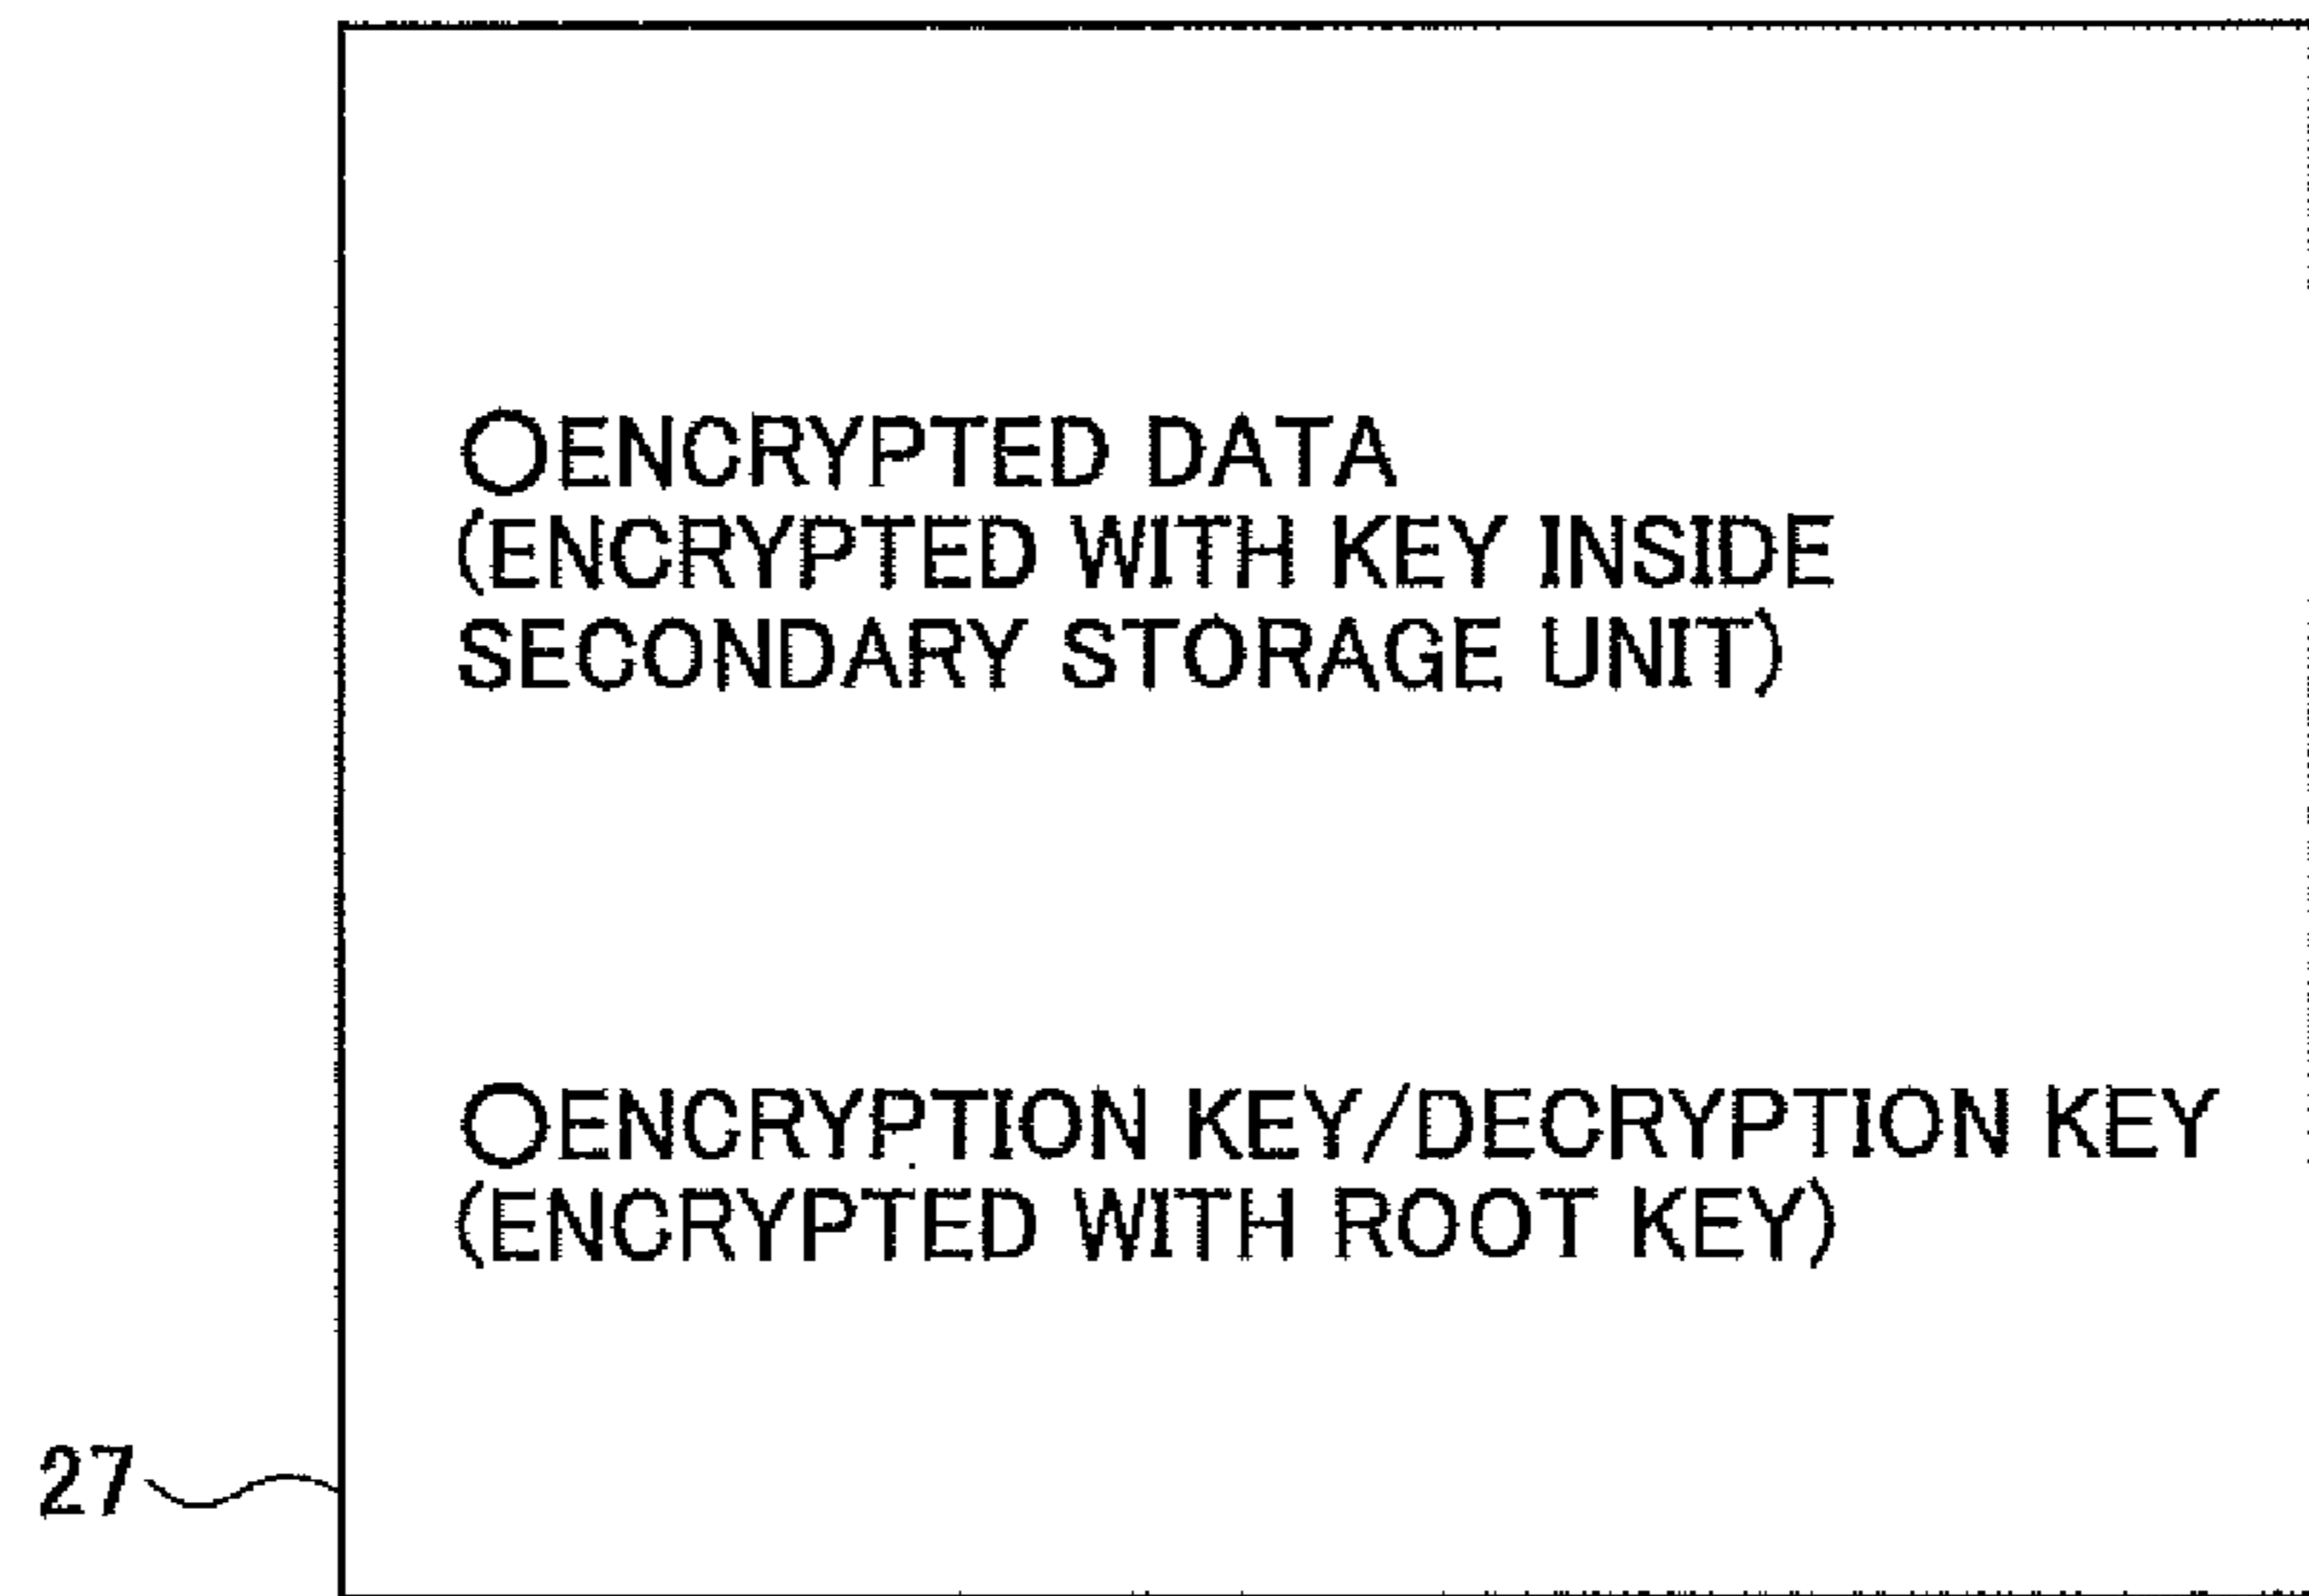 ○ENCRYPTED DATA
(ENCRYPTED WITH KEY INSIDE
SECONDARY STORAGE UNIT)
○ENCRYPTION KEY/DECRYPTION KEY
(ENCRYPTED WITH ROOT KEY)
27